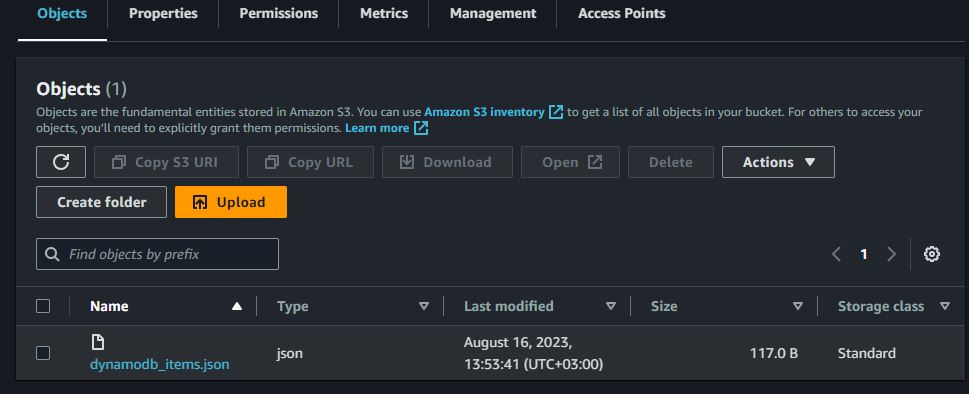 Objects Properties Permissions Metrics Management Access Points
Objects (1)
Objects are the fundamental entities stored in Amazon S3. You can use Amazon S3 inventory to get a list of all objects in your bucket. For others to access your
objects, you'll need to explicitly grant them permissions. Learn more
Copy S3 URI Copy URL Download Open Delete Actions
Create folder Upload
Find objects by prefix 1
Name Type Last modified Size Storage class
dynamodb_items.json json August 16, 2023, 117.0 B Standard
13:53:41 (UTC+03:00)